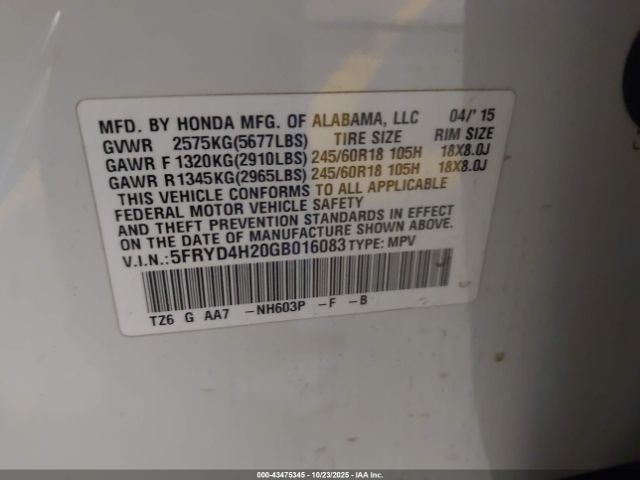 MFD. BY HONDA MFG. OF ALABAMA, LLC 04/'15
GVWR 2575KG(5677LBS) TIRE SIZE RIM SIZE
GAWR F 1320KG(2910LBS) 245/60R18 105H 18X8.0J
GAWR R1345KG(2965LBS) 245/60R18 105H 18X8.0J
THIS VEHICLE CONFORMS TO ALL APPLICABLE
FEDERAL MOTOR VEHICLE SAFETY
AND THEFT PREVENTION STANDARDS IN EFFECT
ON THE DATE OF MANUFACTURE SHOWN ABOVE.
V.I.N.:5FRYD4H20GB016083 TYPE: MPV
TZ6 G AA7 -NH603P -F -B
000-43475345 - 10/23/2025 - IAA Inc.